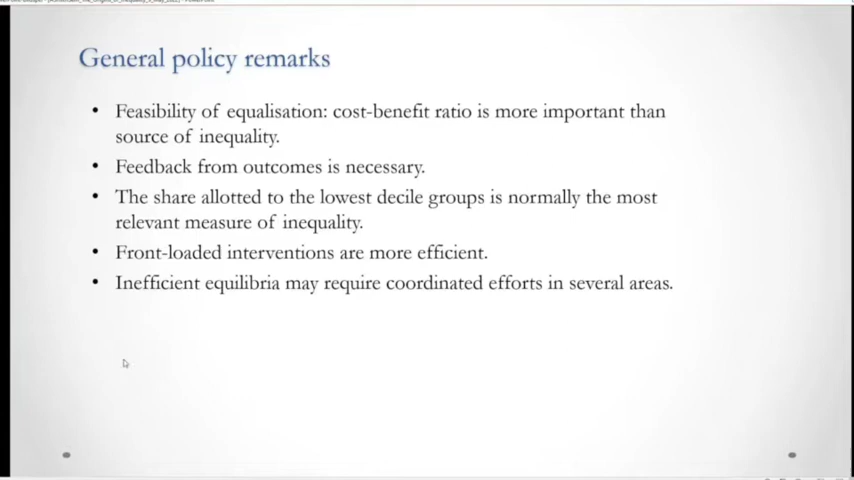 General policy remarks
• Feasibility of equalisation: cost-benefit ratio is more important than
source of inequality.
• Feedback from outcomes is necessary.
• The share allotted to the lowest decile groups is normally the most
relevant measure of inequality.
• Front-loaded interventions are more efficient.
• Inefficient equilibria may require coordinated efforts in several areas.